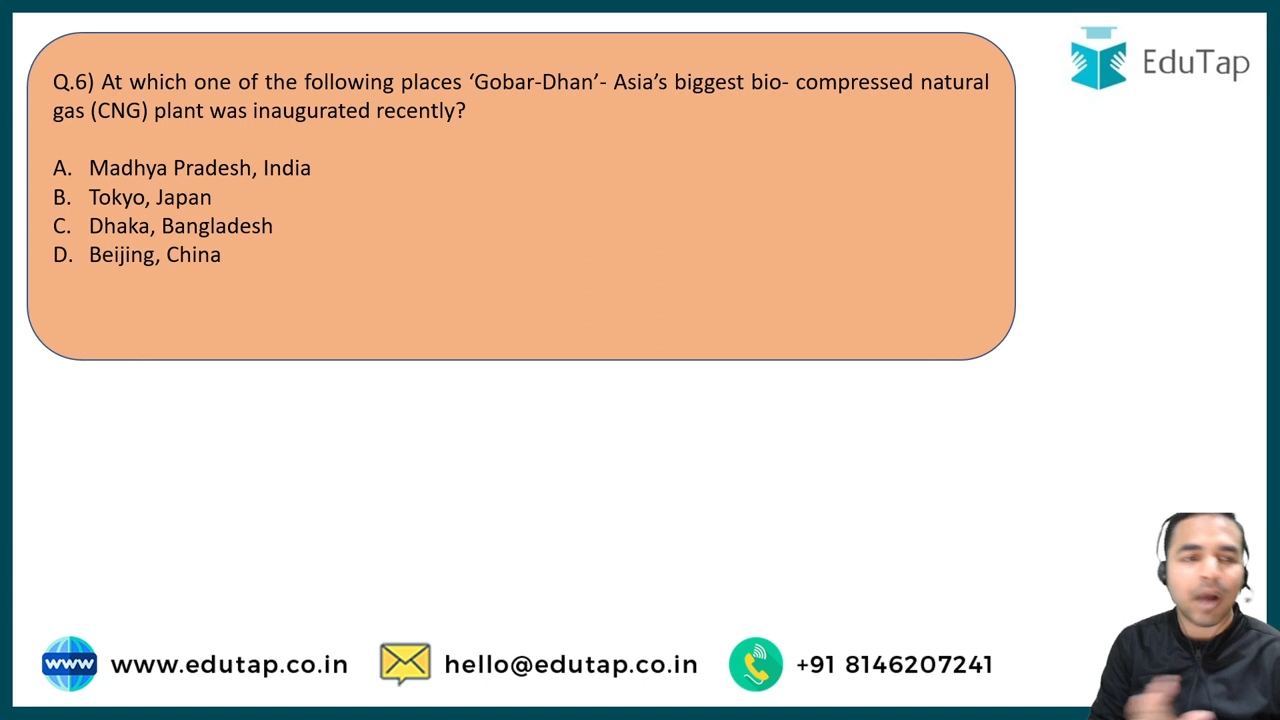 EduTap
Q.6) At which one of the following places ‘Gobar-Dhan’- Asia’s biggest bio- compressed natural
gas (CNG) plant was inaugurated recently?
A. Madhya Pradesh, India
B. Tokyo, Japan
C. Dhaka, Bangladesh
D. Beijing, China
www www.edutap.co.in hello@edutap.co.in +91 8146207241